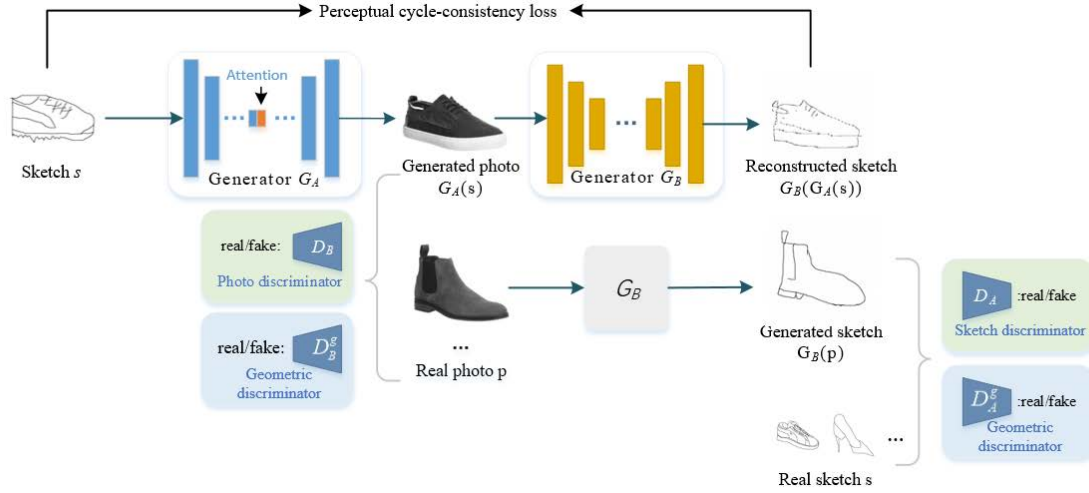 Perceptual cycle-consistency loss
Attention
Sketch s
Generator G_A
Generated photo
G_A(s)
Generator G_B
Reconstructed sketch
G_B(G_A(s))
real/fake: D_B
Photo discriminator
real/fake: D_B^g
Geometric
discriminator
...
Real photo p
G_B
Generated sketch
G_B(p)
D_A :real/fake
Sketch discriminator
D_A^g :real/fake
Geometric
discriminator
...
Real sketch s